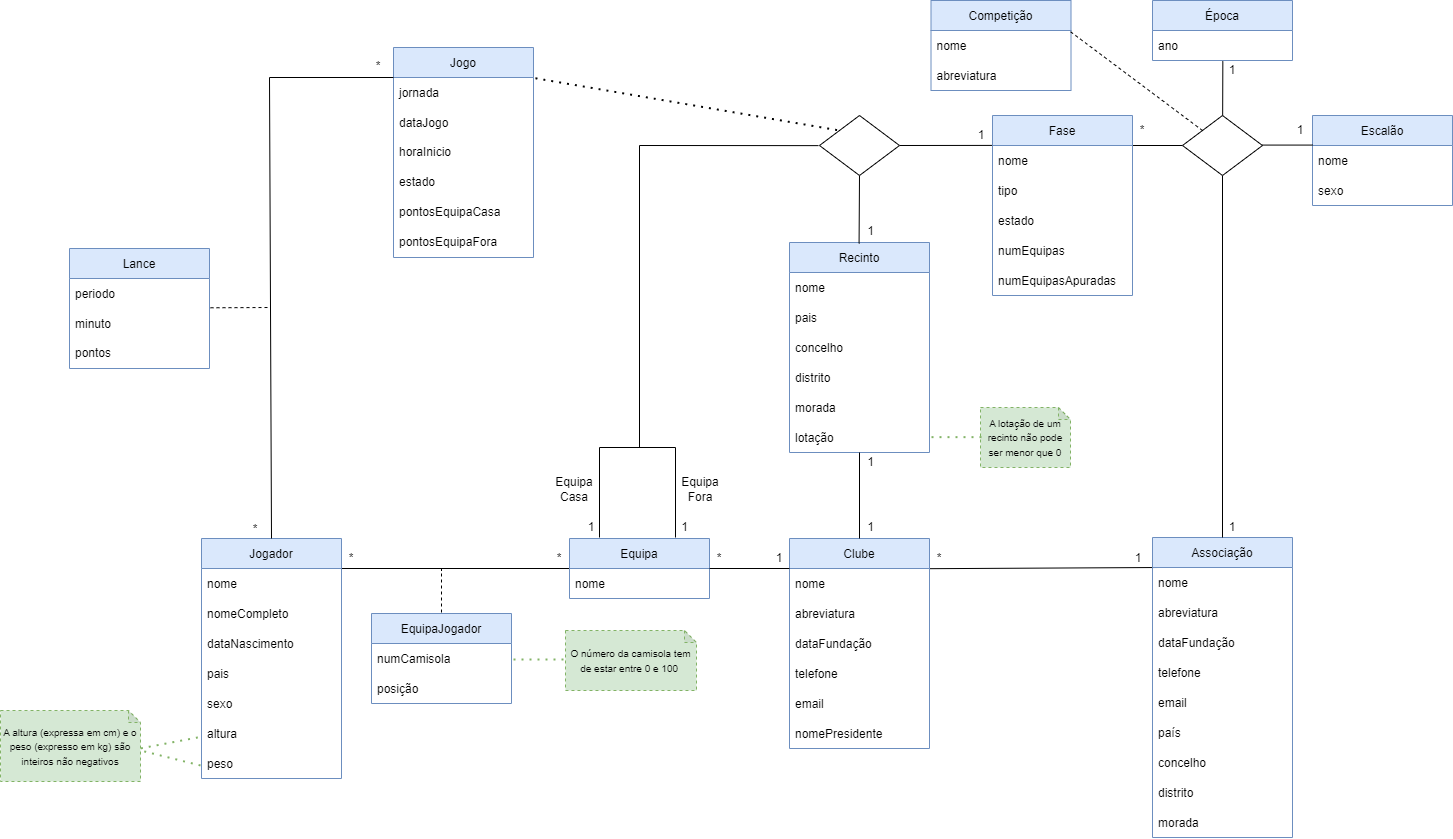 Competição
nome
abreviatura
Época
ano
1
Jogo
jornada
dataJogo
horaInicio
estado
pontosEquipaCasa
pontosEquipaFora
*
1
Fase
nome
tipo
estado
numEquipas
numEquipasApuradas
*
1
Escalão
nome
sexo
1
Recinto
nome
pais
concelho
distrito
morada
lotação
1
Lance
periodo
minuto
pontos
A lotação de um
recinto não pode
ser menor que 0
Equipa
Casa
Equipa
Fora
1
1
1
1
*
Jogador
nome
nomeCompleto
dataNascimento
pais
sexo
altura
peso
*
*
Equipa
nome
*
1
Clube
nome
abreviatura
dataFundação
telefone
email
nomePresidente
*
1
Associação
nome
abreviatura
dataFundação
telefone
email
país
concelho
distrito
morada
EquipaJogador
numCamisola
posição
O número da camisola tem
de estar entre 0 e 100
A altura (expressa em cm) e o
peso (expresso em kg) são
inteiros não negativos